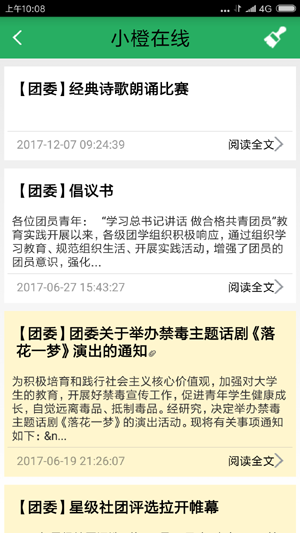 上午10:08
4G
小橙在线
【团委】经典诗歌朗诵比赛
2017-12-07 09:24:39
阅读全文
【团委】倡议书
各位团员青年: “学习总书记讲话 做合格共青团员”教
育实践开展以来，各级团学组织积极响应，通过组织学
习教育、规范组织生活、开展实践活动，增强了团员的
团员意识，强化...
2017-06-27 15:43:27
阅读全文
【团委】团委关于举办禁毒主题话剧《落
花一梦》演出的通知
为积极培育和践行社会主义核心价值观，加强对大学
生的教育，开展好禁毒宣传工作，促进青年学生健康成
长，自觉远离毒品、抵制毒品。经研究，决定举办禁毒
主题话剧《落花一梦》的演出活动。现将有关事项通知
如下：&n...
2017-06-19 21:26:07
阅读全文
【团委】星级社团评选拉开帷幕